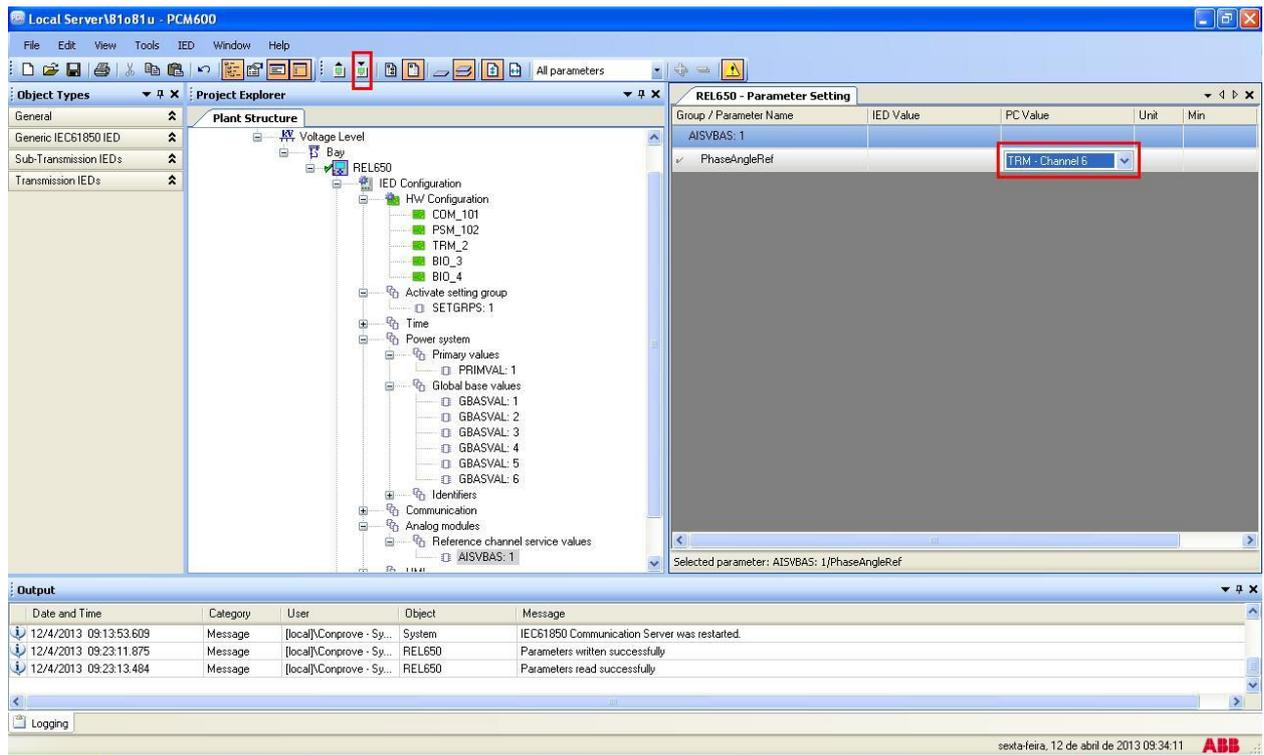 Local Server\81o81u - PCM600
File Edit View Tools IED Window Help
All parameters
Object Types
General
Generic IEC61850 IED
Sub-Transmission IEDs
Transmission IEDs
Project Explorer
Plant Structure
Voltage Level
Bay
REL650
IED Configuration
HW Configuration
COM_101
PSM_102
TRM_2
BIO_3
BIO_4
Activate setting group
SETGRPS: 1
Time
Power system
Primary values
PRIMVAL: 1
Global base values
GBASVAL: 1
GBASVAL: 2
GBASVAL: 3
GBASVAL: 4
GBASVAL: 5
GBASVAL: 6
Identifiers
Communication
Analog modules
Reference channel service values
AISVBAS: 1
REL650 - Parameter Setting
Group / Parameter Name IED Value PC Value Unit Min
AISVBAS: 1
PhaseAngleRef TRM - Channel 6
Selected parameter: AISVBAS: 1/PhaseAngleRef
Output
Date and Time Category User Object Message
12/4/2013 09:13:53.609 Message [local]\Conprove - Sy... System IEC61850 Communication Server was restarted.
12/4/2013 09:23:11.875 Message [local]\Conprove - Sy... REL650 Parameters written successfully
12/4/2013 09:23:13.484 Message [local]\Conprove - Sy... REL650 Parameters read successfully
Logging
sexta-feira, 12 de abril de 2013 09:34:11 ABB